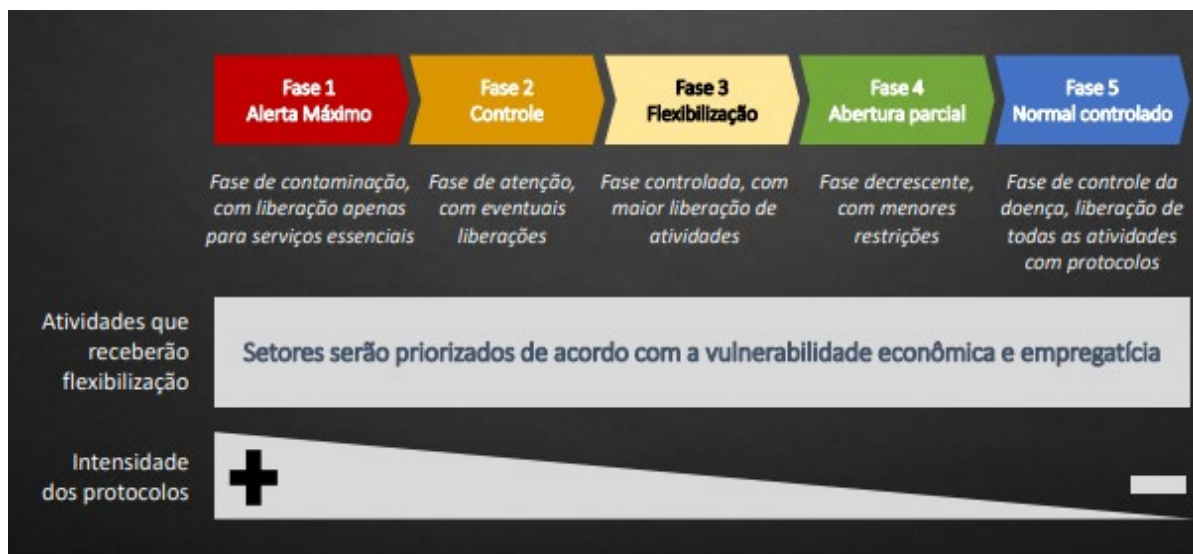 Fase 1
Alerta Máximo
Fase 2
Controle
Fase 3
Flexibilização
Fase 4
Abertura parcial
Fase 5
Normal controlado
Fase de contaminação,
com liberação apenas
para serviços essenciais
Fase de atenção,
com eventuais
liberações
Fase controlada, com
maior liberação de
atividades
Fase decrescente,
com menores
restrições
Fase de controle da
doença, liberação de
todas as atividades
com protocolos
Atividades que
receberão
flexibilização
Setores serão priorizados de acordo com a vulnerabilidade econômica e empregatícia
Intensidade
dos protocolos